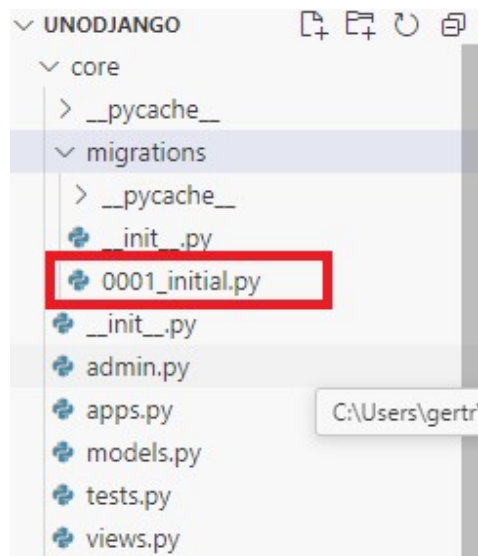 UNODJANGO
core
__pycache__
migrations
__pycache__
__init__.py
0001_initial.py
__init__.py
admin.py
apps.py
C:\Users\gertr\
models.py
tests.py
views.py